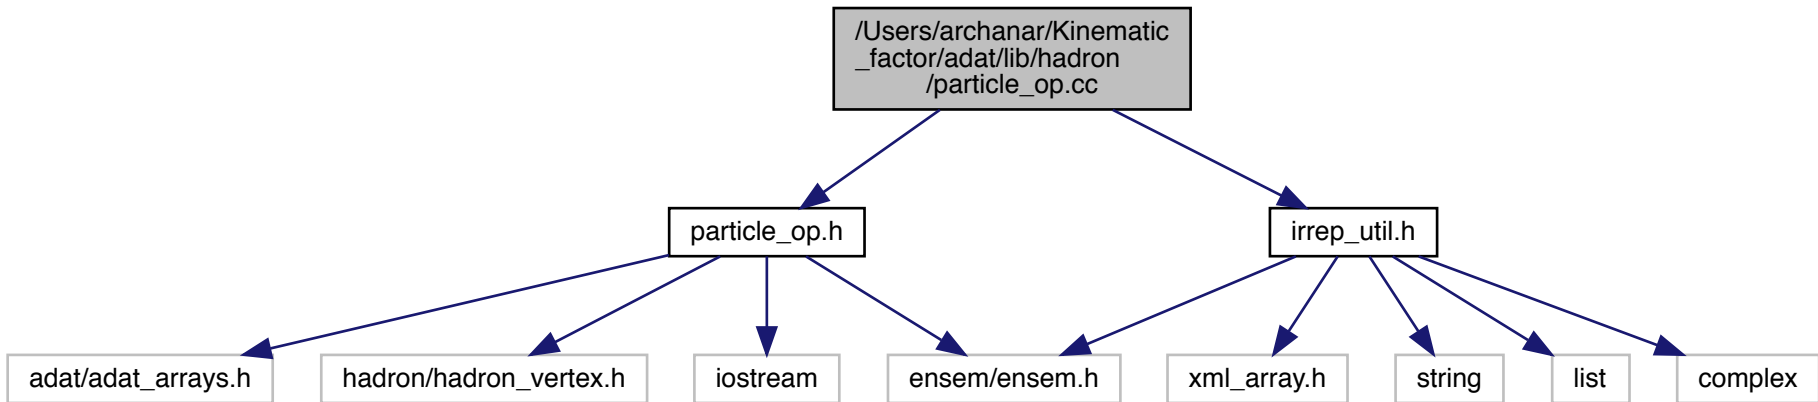 /Users/archanar/Kinematic
_factor/adat/lib/hadron
/particle_op.cc
particle_op.h
irrep_util.h
adat/adat_arrays.h
hadron/hadron_vertex.h
iostream
ensem/ensem.h
xml_array.h
string
list
complex